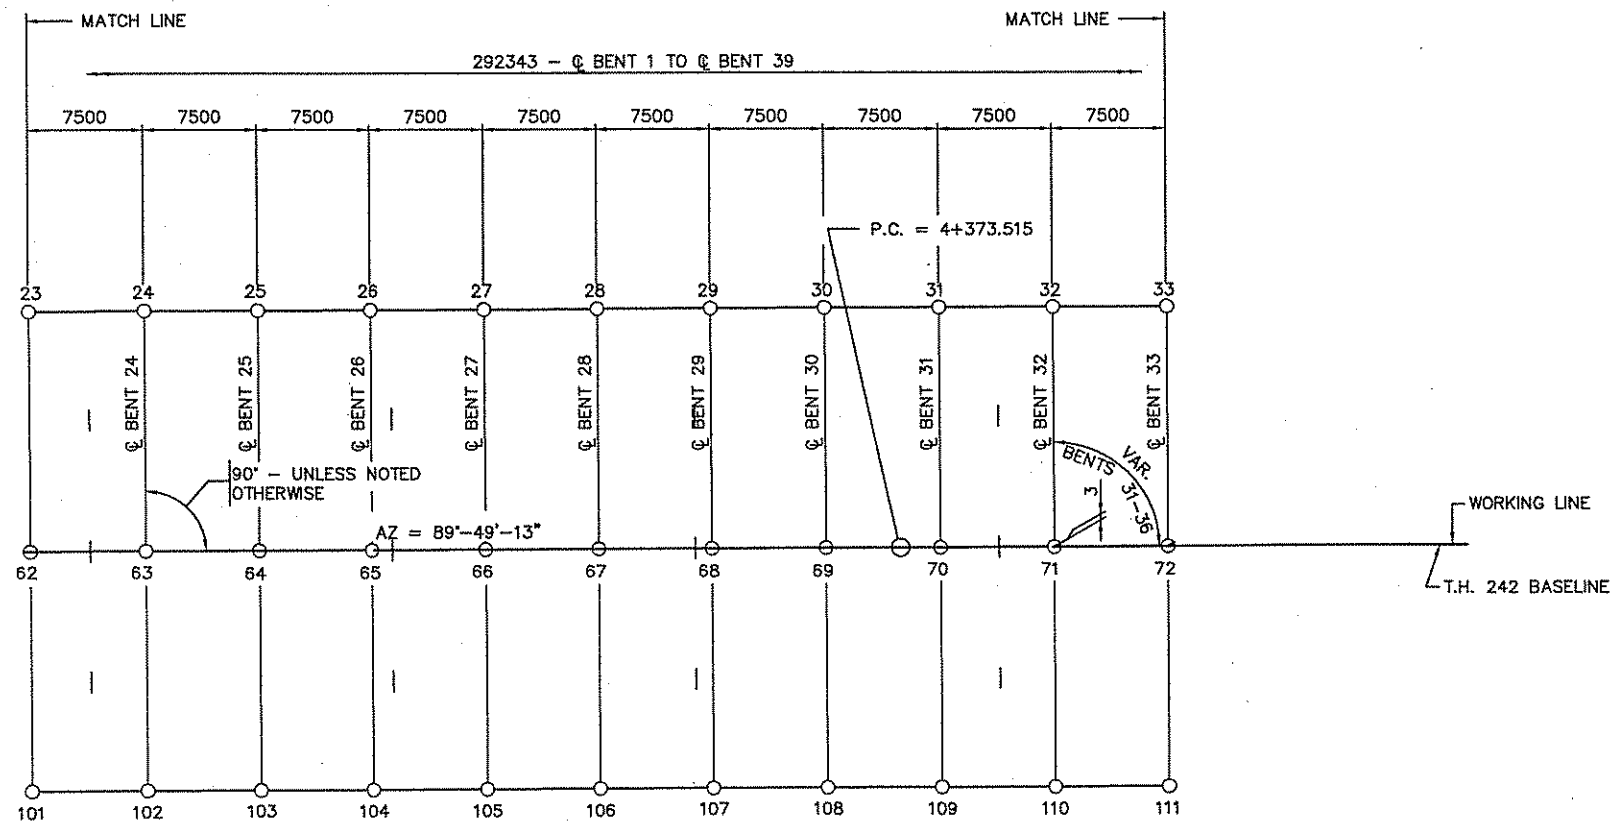 MATCH LINE MATCH LINE
292343 – ℄ BENT 1 TO ℄ BENT 39
7500 7500 7500 7500 7500 7500 7500 7500 7500 7500
P.C. = 4+373.515
23 24 25 26 27 28 29 30 31 32 33
℄ BENT 24
℄ BENT 25
℄ BENT 26
℄ BENT 27
℄ BENT 28
℄ BENT 29
℄ BENT 30
℄ BENT 31
℄ BENT 32
℄ BENT 33
90° – UNLESS NOTED
OTHERWISE
VAR.
BENTS 31–36
3
AZ = 89°–49'–13"
WORKING LINE
62 63 64 65 66 67 68 69 70 71 72
T.H. 242 BASELINE
101 102 103 104 105 106 107 108 109 110 111